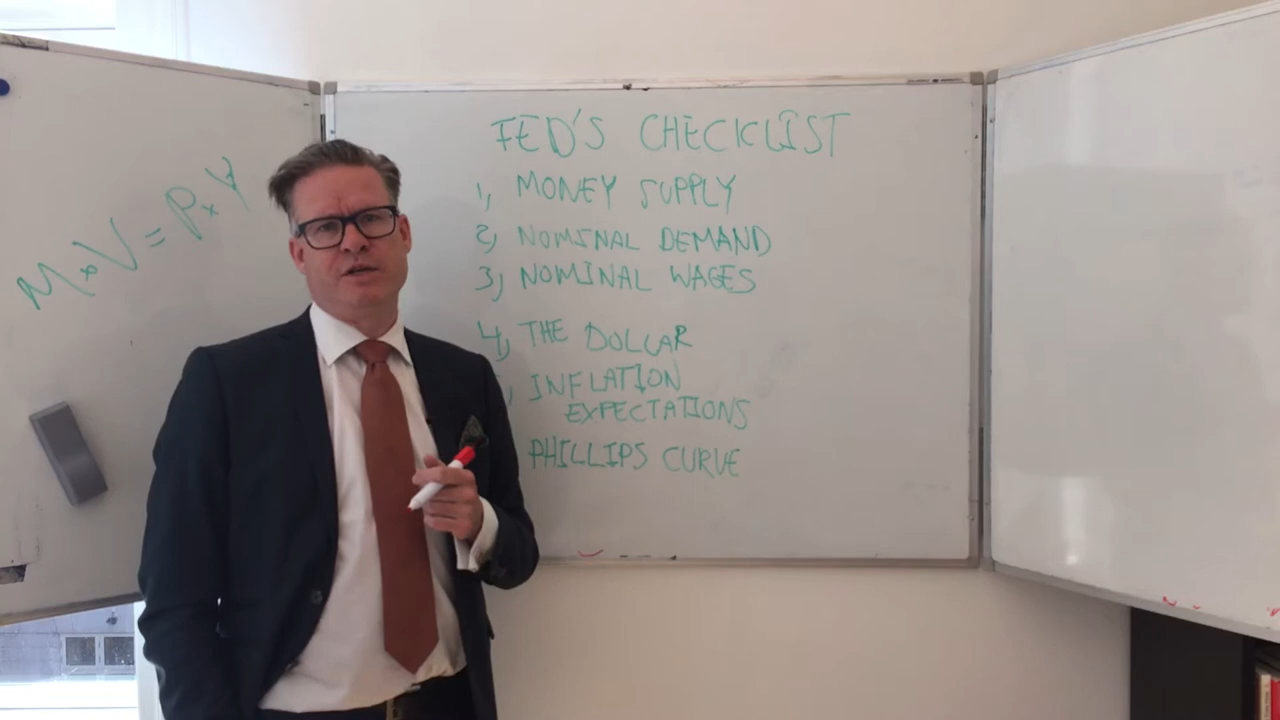 M x V = P x Y
FED'S CHECKLIST
1, MONEY SUPPLY
2, NOMINAL DEMAND
3, NOMINAL WAGES
4, THE DOLLAR
, INFLATION
EXPECTATIONS
PHILLIPS CURVE